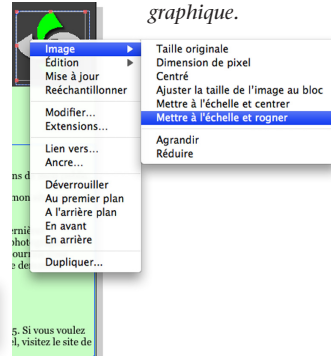 graphique.
Image
Édition
Mise à jour
Reéchantillonner
Modifier...
Extensions...
Lien vers...
Ancre...
Déverrouiller
Au premier plan
A l'arrière plan
En avant
En arrière
Dupliquer...
Taille originale
Dimension de pixel
Centré
Ajuster la taille de l'image au bloc
Mettre à l'échelle et centrer
Mettre à l'échelle et rogner
Agrandir
Réduire
5. Si vous voulez
el, visitez le site de